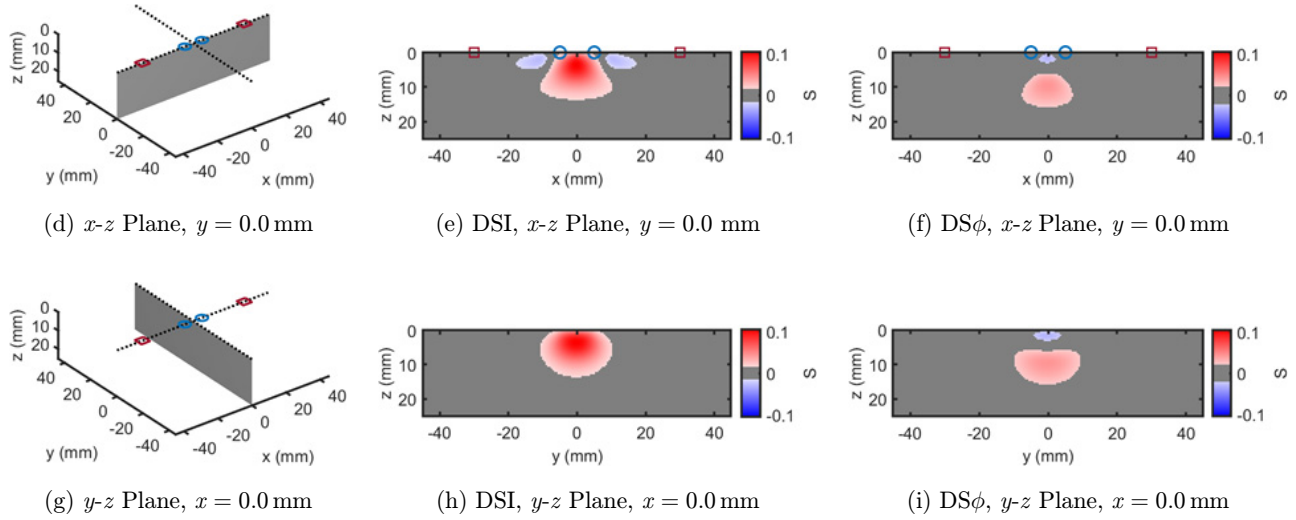 z (mm)
0
10
20
40
20
0
-20
-40
y (mm)
-40
-20
0
20
40
x (mm)
(d) x-z Plane, y = 0.0 mm
z (mm)
0
10
20
-40
-20
0
20
40
x (mm)
0.1
0
-0.1
S
(e) DSI, x-z Plane, y = 0.0 mm
z (mm)
0
10
20
-40
-20
0
20
40
x (mm)
0.1
0
-0.1
S
(f) DSϕ, x-z Plane, y = 0.0 mm
z (mm)
0
10
20
40
20
0
-20
-40
y (mm)
-40
-20
0
20
40
x (mm)
(g) y-z Plane, x = 0.0 mm
z (mm)
0
10
20
-40
-20
0
20
40
y (mm)
0.1
0
-0.1
S
(h) DSI, y-z Plane, x = 0.0 mm
z (mm)
0
10
20
-40
-20
0
20
40
y (mm)
0.1
0
-0.1
S
(i) DSϕ, y-z Plane, x = 0.0 mm